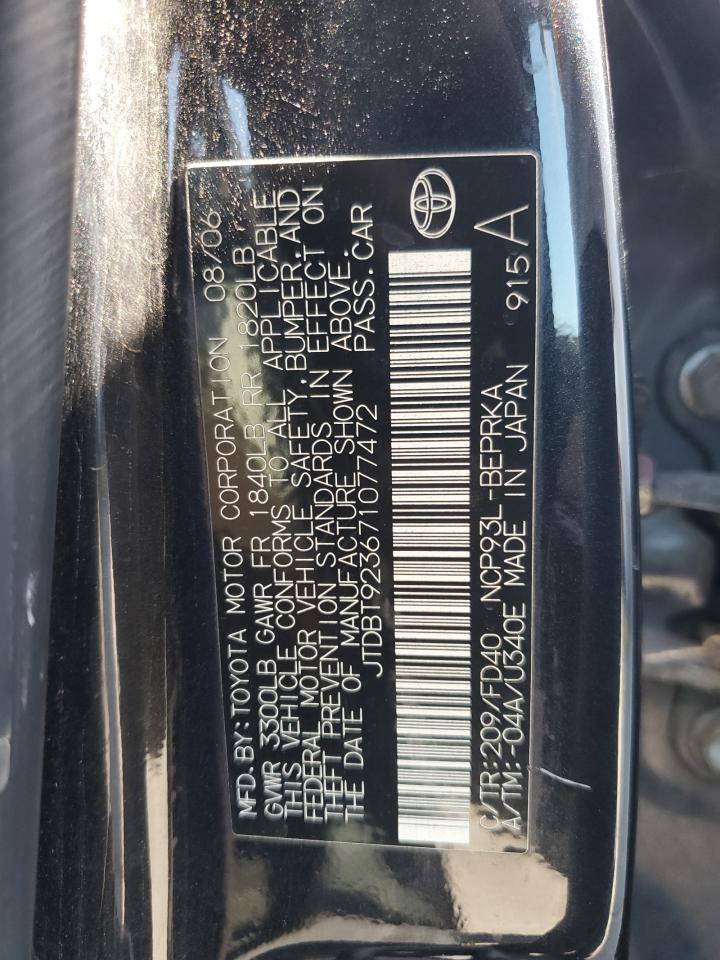 MFD.BY:TOYOTA MOTOR CORPORATION 08/06
GWVR 3300LB GAWR FR 1840LB RR 1820LB
THIS VEHICLE CONFORMS TO ALL APPLICABLE
FEDERAL MOTOR VEHICLE SAFETY,BUMPER,AND
THEFT PREVENTION STANDARDS IN EFFECT ON
THE DATE OF MANUFACTURE SHOWN ABOVE.
JTDBT923671077472 PASS.CAR
C/TR:209/FD40 NCP93L-BEPRKA
A/TM:-04A/U340E MADE IN JAPAN 915A